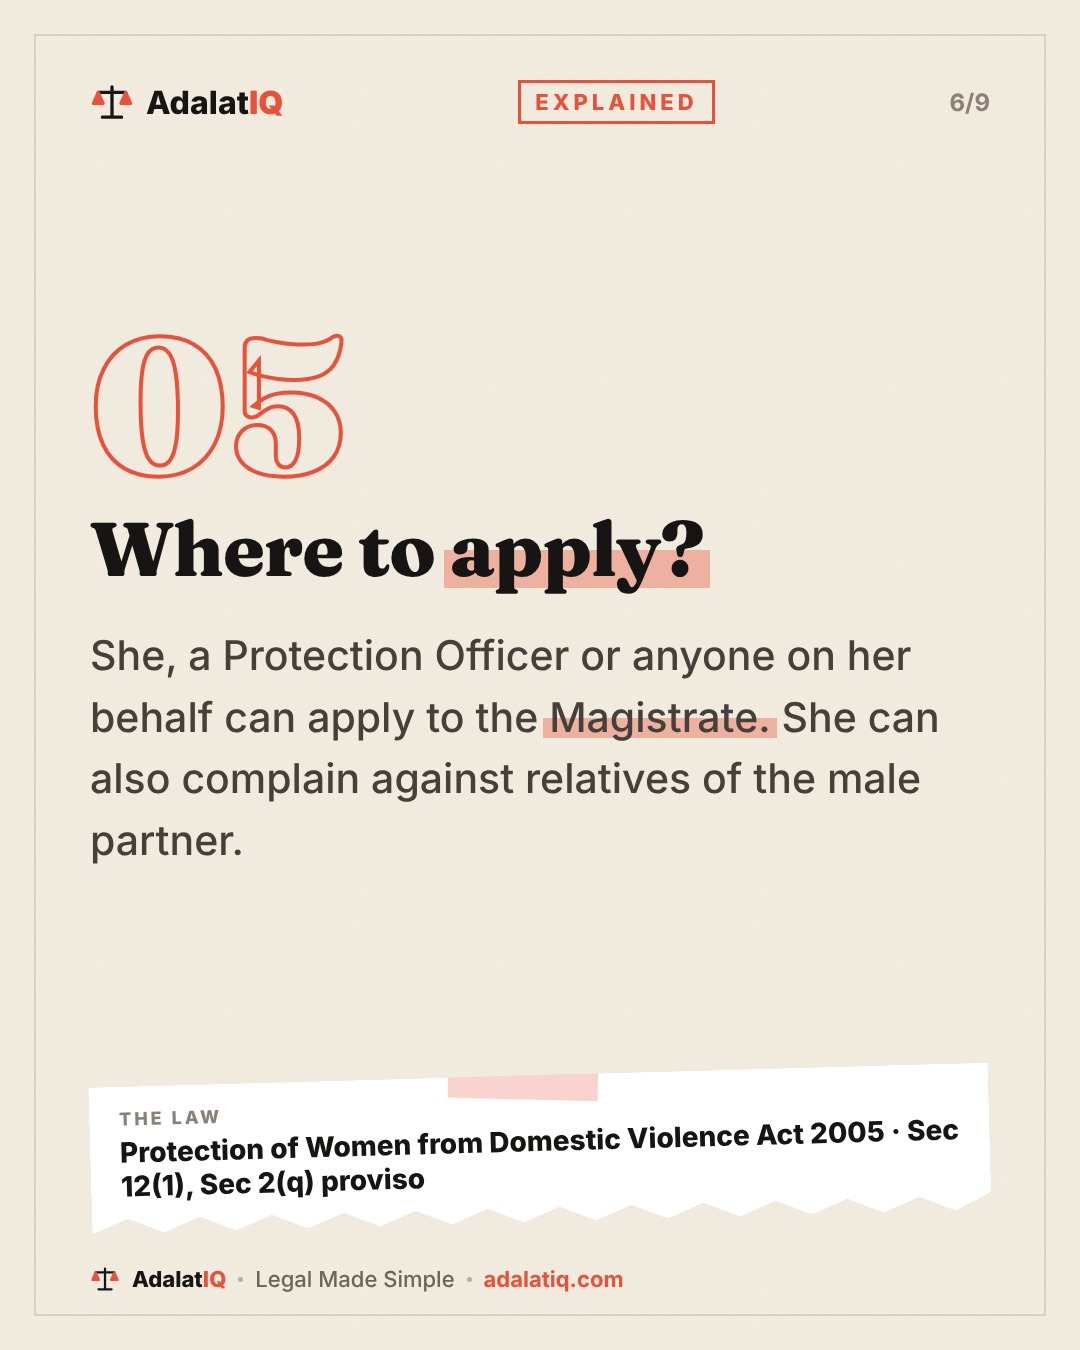 AdalatIQ
EXPLAINED
6/9
05
Where to apply?
She, a Protection Officer or anyone on her
behalf can apply to the Magistrate. She can
also complain against relatives of the male
partner.
THE LAW
Protection of Women from Domestic Violence Act 2005 · Sec
12(1), Sec 2(q) proviso
AdalatIQ • Legal Made Simple • adalatiq.com